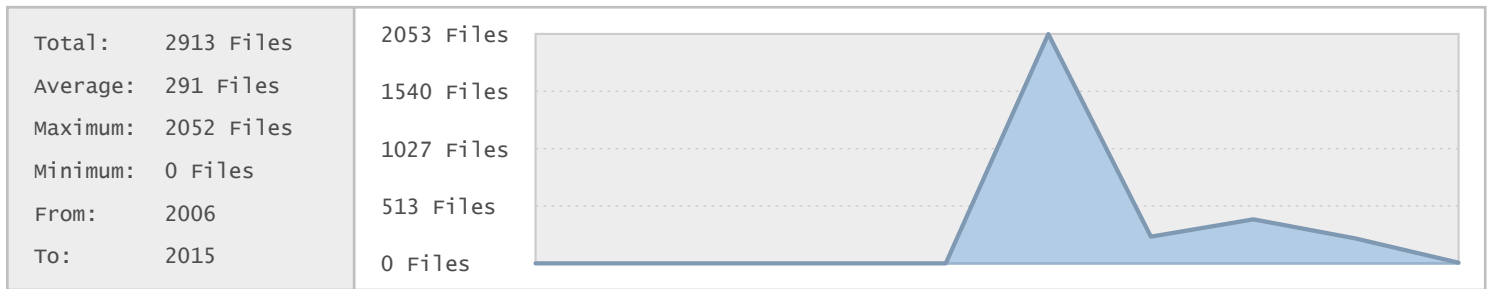 Total: 2913 Files
Average: 291 Files
Maximum: 2052 Files
Minimum: 0 Files
From: 2006
To: 2015
2053 Files
1540 Files
1027 Files
513 Files
0 Files